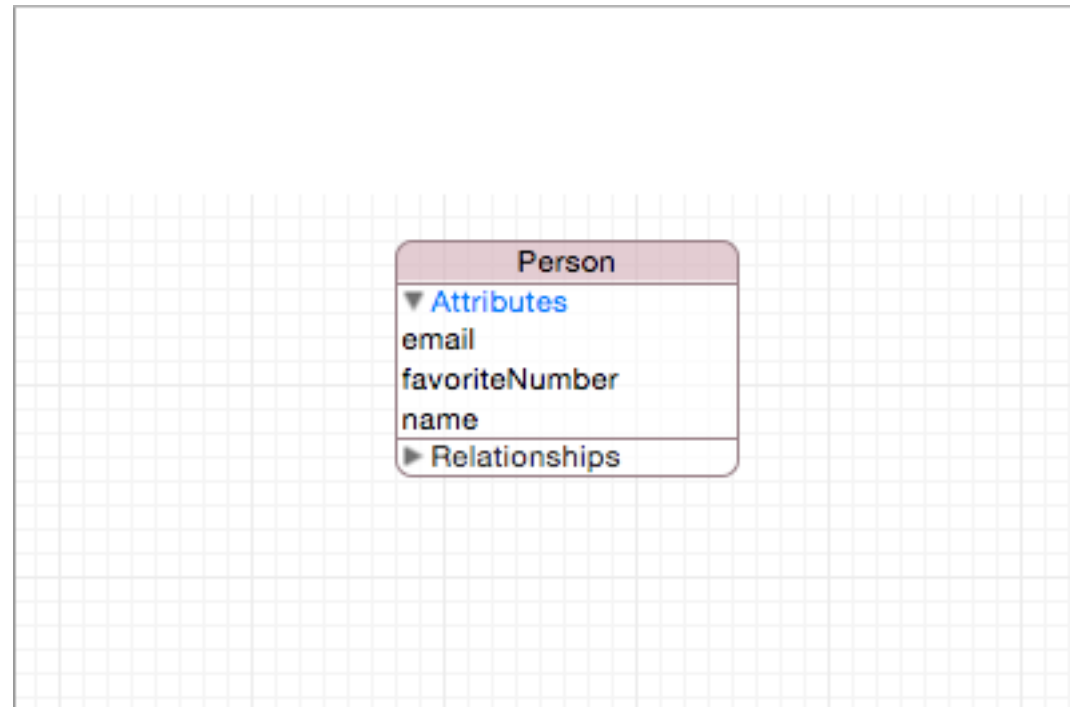 Person
Attributes
email
favoriteNumber
name
Relationships